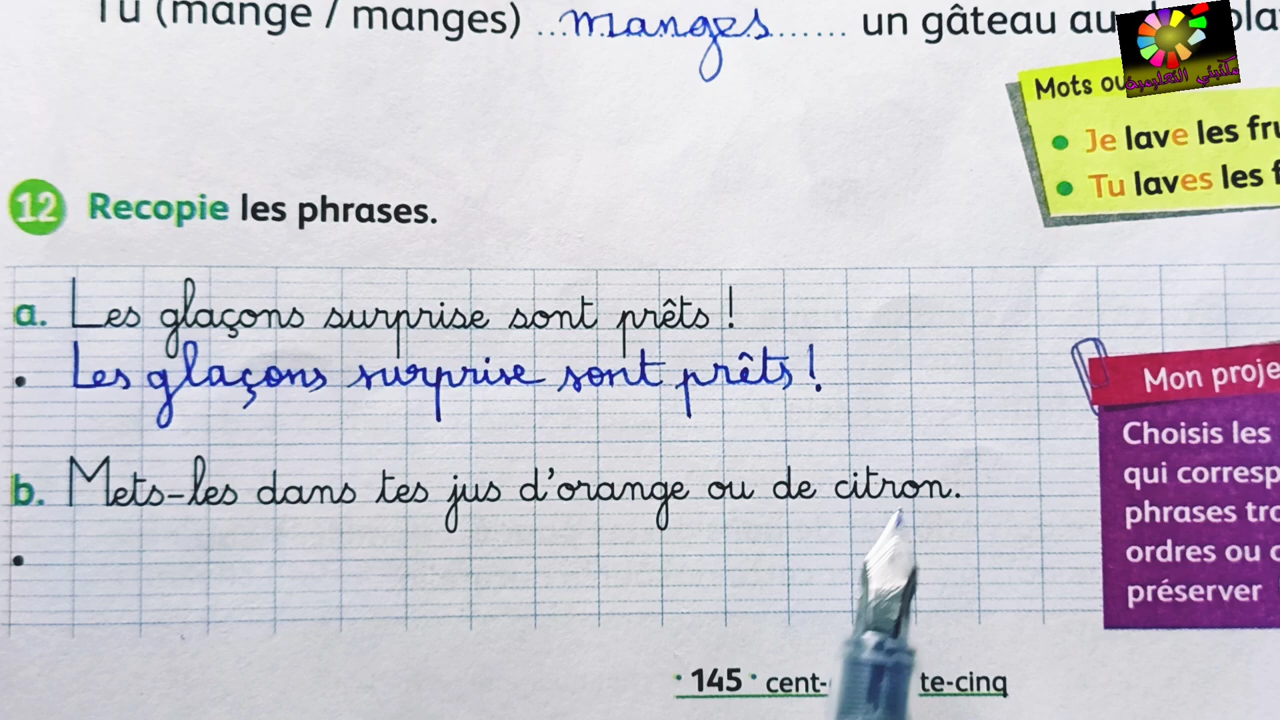 Tu (mange / manges) ...manges...... un gâteau au
مكتبتي التعليمية
Mots ou
• Je lave les fru
• Tu laves les f
12 Recopie les phrases.
a. Les glaçons surprise sont prêts !
• Les glaçons surprise sont prêts !
b. Mets-les dans tes jus d'orange ou de citron.
•
Mon proje
Choisis les
qui corresp
phrases tro
ordres ou c
préserver
· 145 · cent- te-cinq